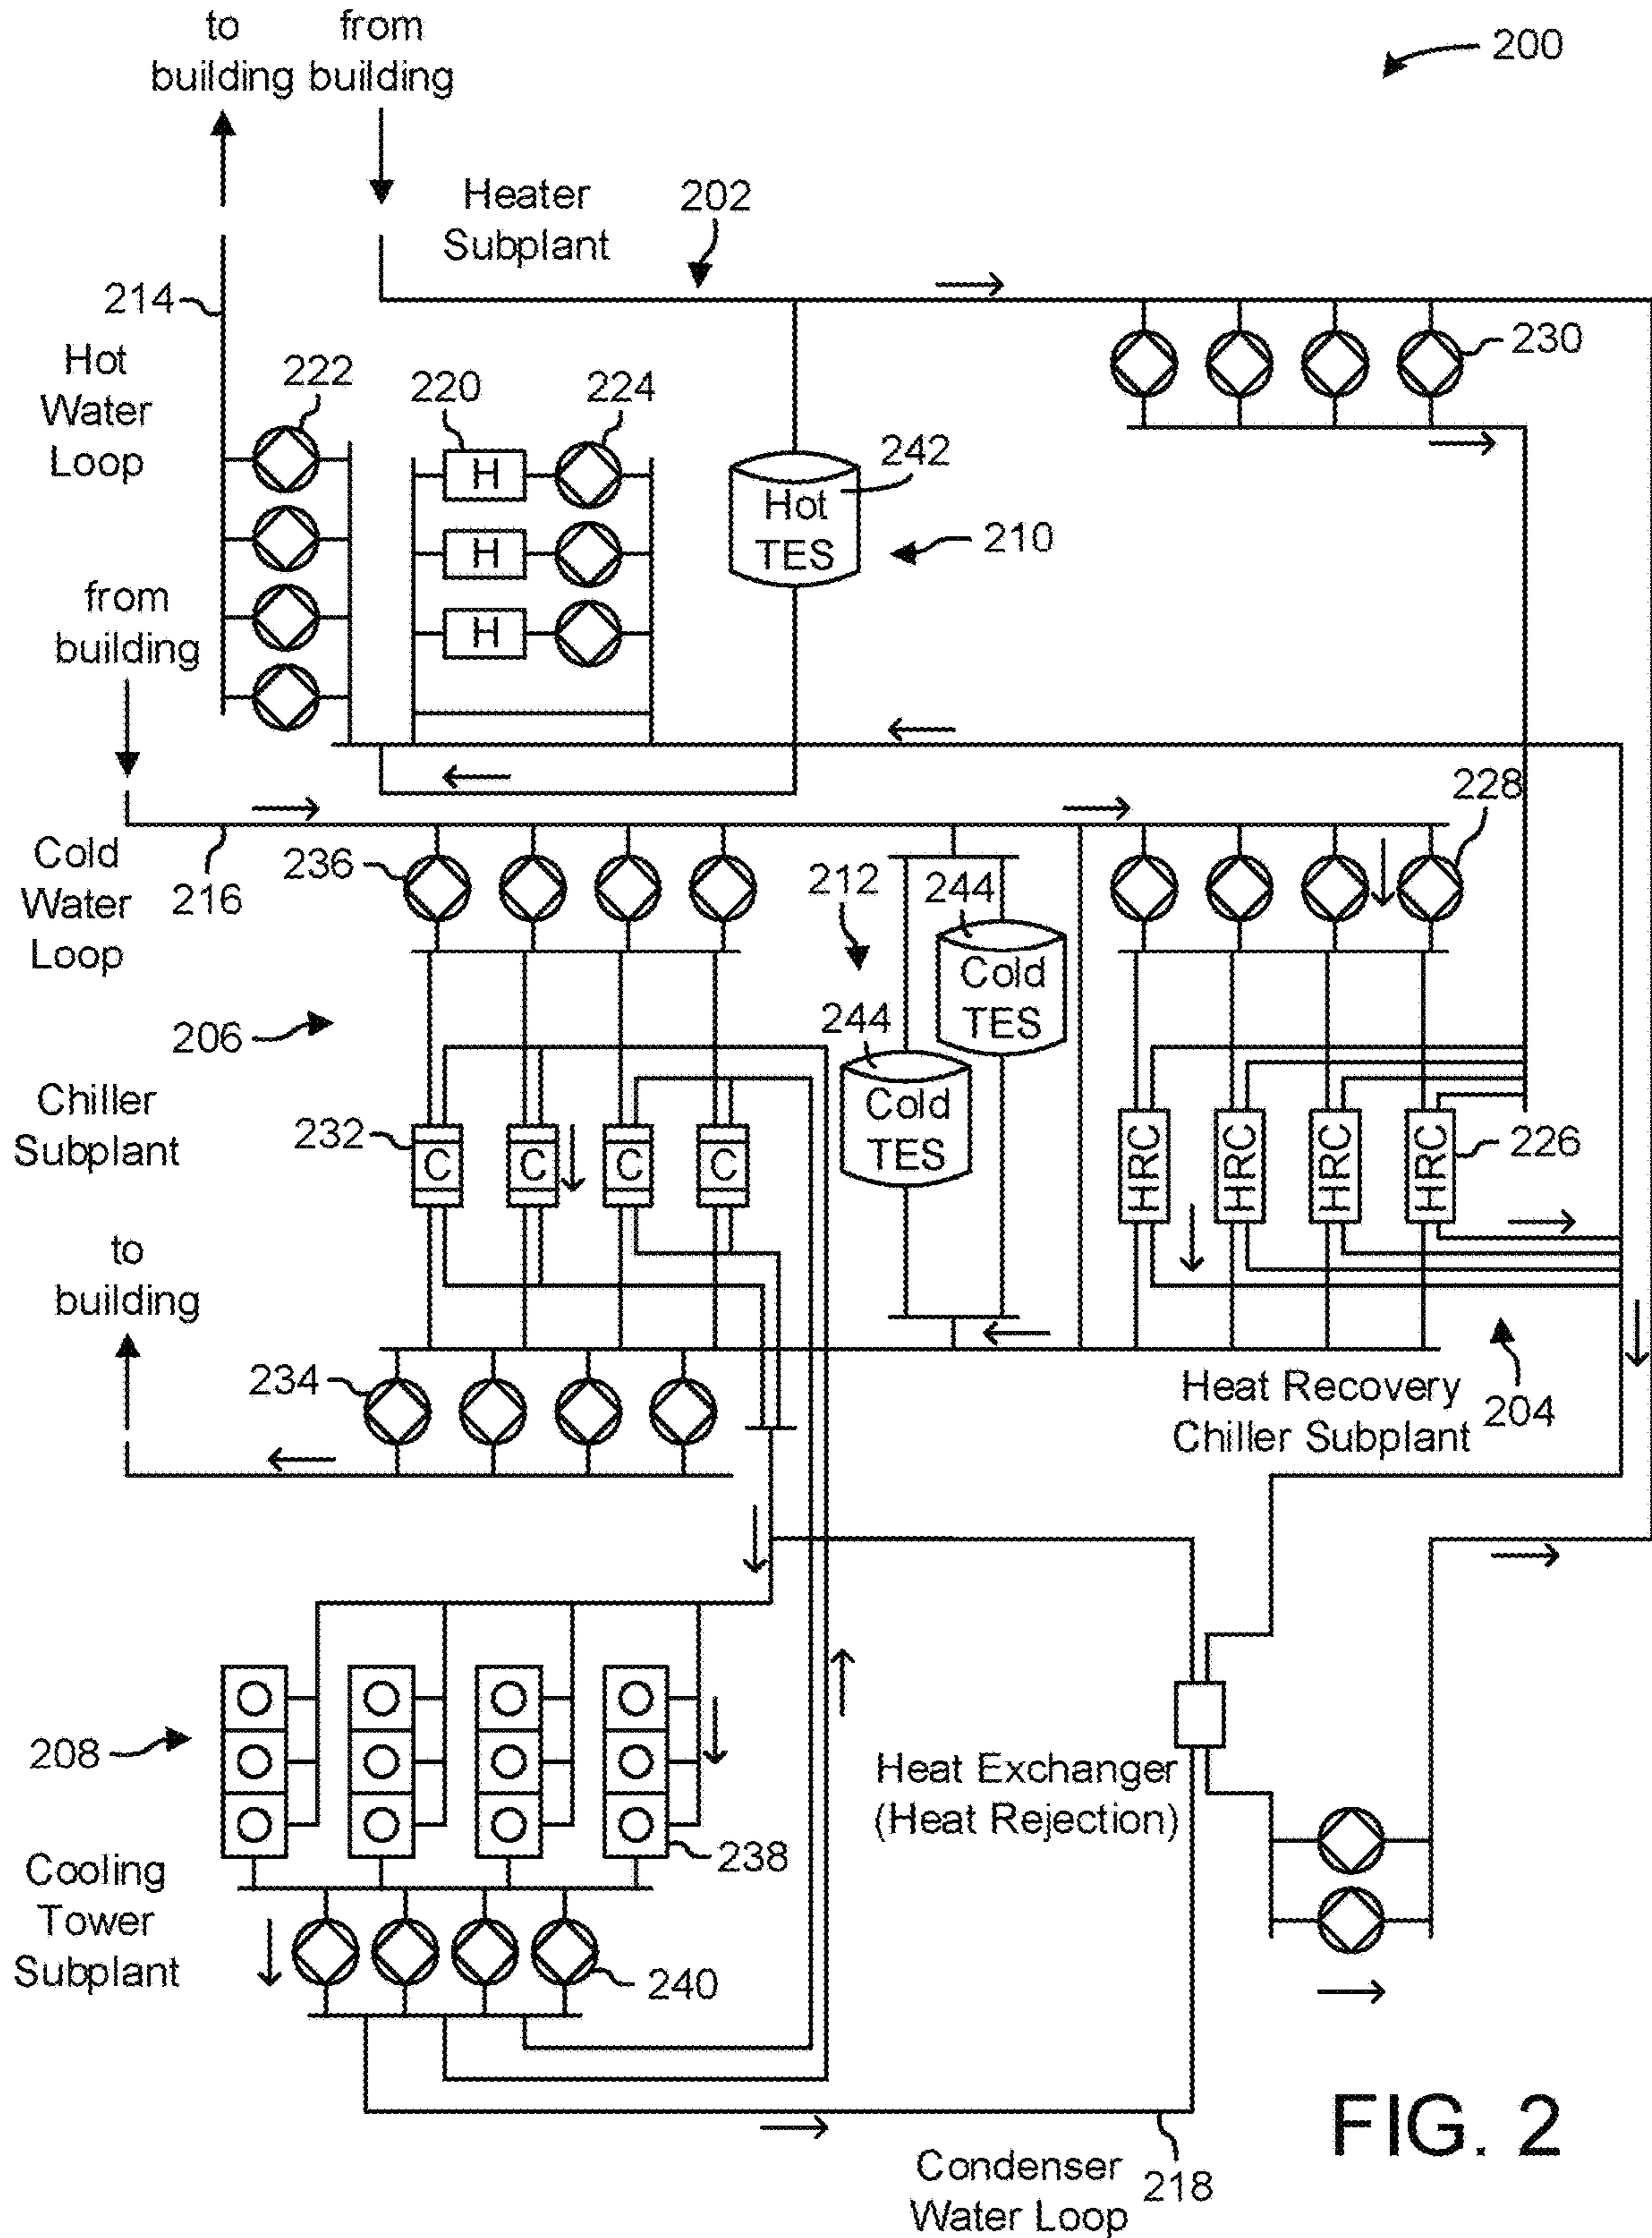 to
building
from
building
200
Heater
Subplant
202
214
Hot
Water
Loop
222
220
224
230
H
H
H
Hot
TES
242
210
from
building
228
Cold
Water
Loop
216
236
212
244
Cold
TES
244
Cold
TES
206
Chiller
Subplant
232
C
C
C
C
HRC
HRC
HRC
HRC
226
to
building
234
Heat Recovery
Chiller Subplant
204
208
Heat Exchanger
(Heat Rejection)
238
Cooling
Tower
Subplant
240
FIG. 2
Condenser
Water Loop
218